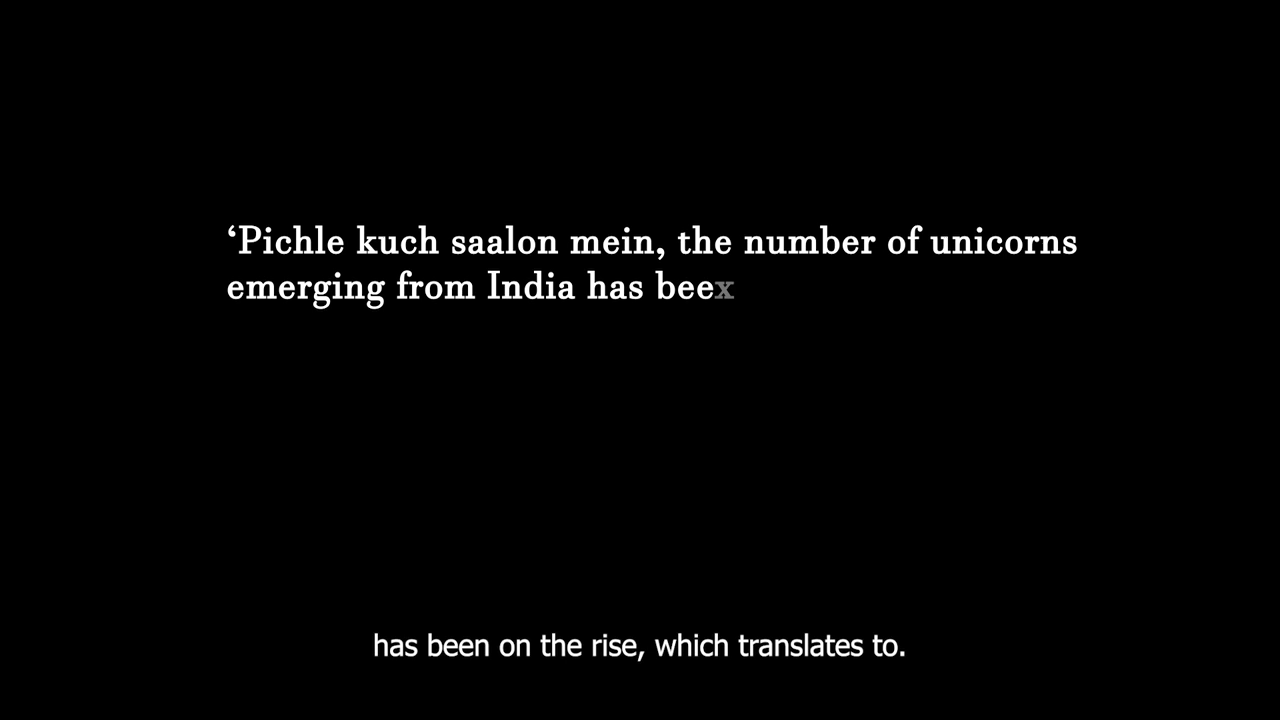 ‘Pichle kuch saalon mein, the number of unicorns
emerging from India has beex
has been on the rise, which translates to.